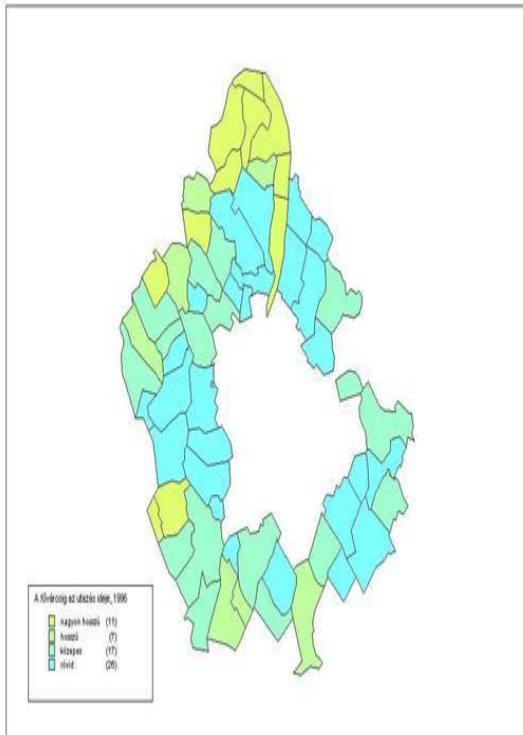 A fővárosig az utazás ideje, 1996
nagyon hosszú (11)
hosszú (7)
közepes (17)
rövid (26)